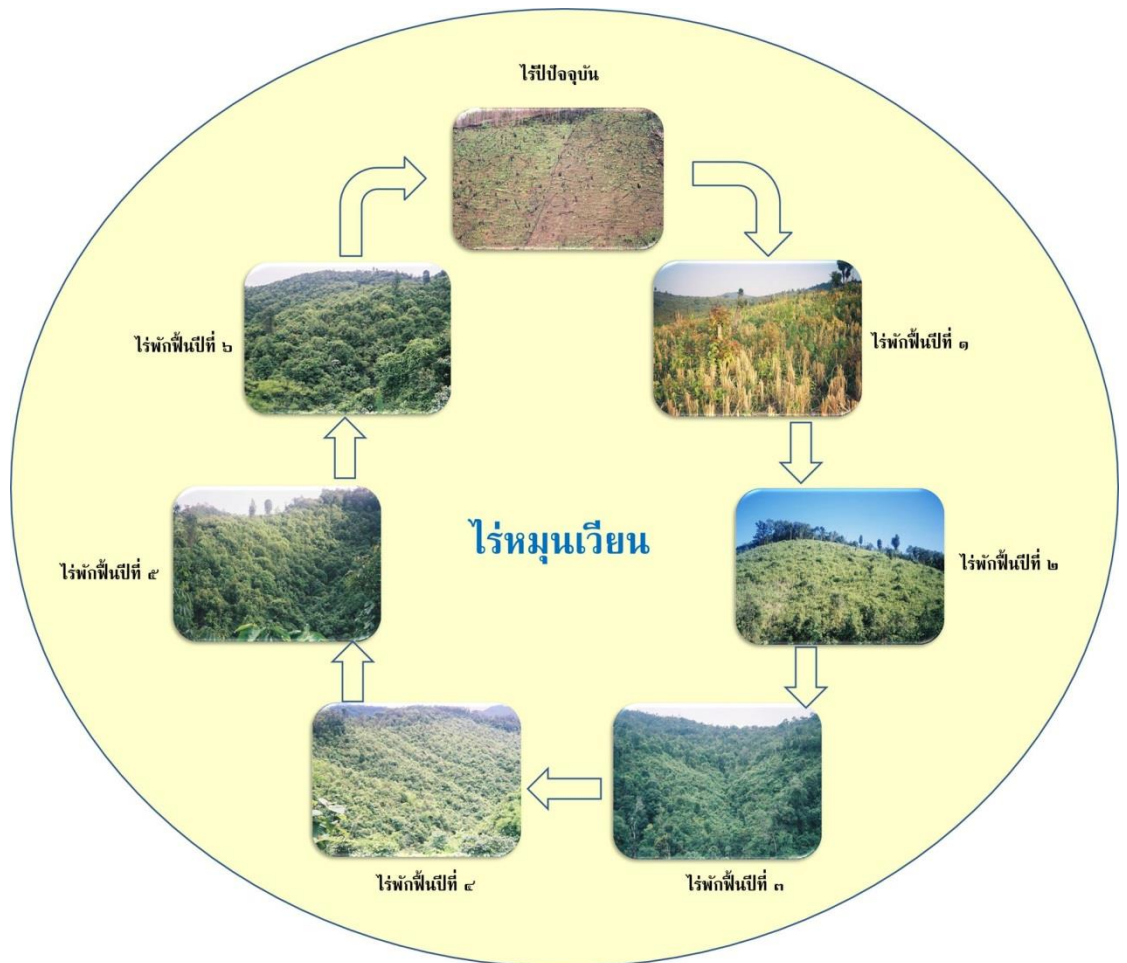 ไร่ปีปัจจุบัน
ไร่พักฟื้นปีที่ ๑
ไร่พักฟื้นปีที่ ๒
ไร่พักฟื้นปีที่ ๓
ไร่พักฟื้นปีที่ ๔
ไร่พักฟื้นปีที่ ๕
ไร่พักฟื้นปีที่ ๖
ไร่หมุนเวียน